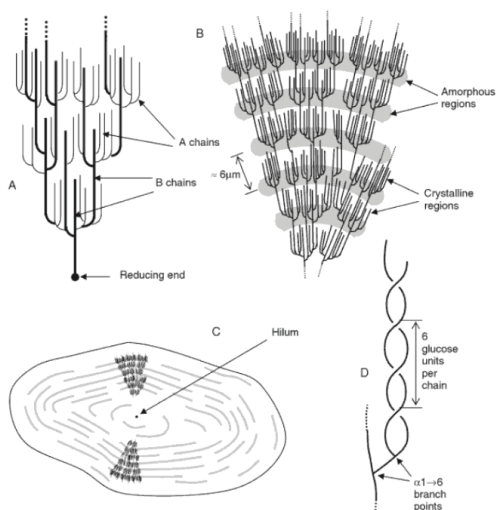 B
Amorphous
regions
A chains
A
B chains
≈ 6μm
Crystalline
regions
Reducing end
C
Hilum
6
glucose
units
per
chain
D
α1→6
branch
points